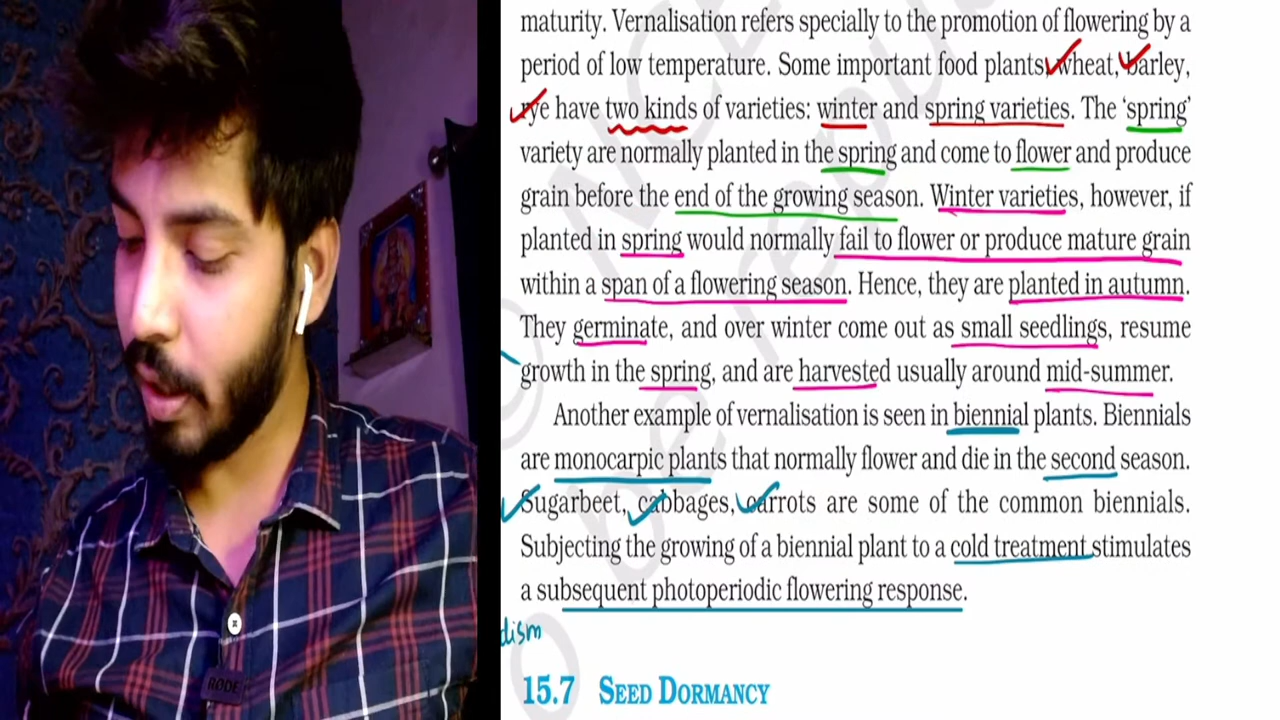 maturity. Vernalisation refers specially to the promotion of flowering by a
period of low temperature. Some important food plants, wheat, barley,
rye have two kinds of varieties: winter and spring varieties. The ‘spring’
variety are normally planted in the spring and come to flower and produce
grain before the end of the growing season. Winter varieties, however, if
planted in spring would normally fail to flower or produce mature grain
within a span of a flowering season. Hence, they are planted in autumn.
They germinate, and over winter come out as small seedlings, resume
growth in the spring, and are harvested usually around mid-summer.
Another example of vernalisation is seen in biennial plants. Biennials
are monocarpic plants that normally flower and die in the second season.
Sugarbeet, cabbages, carrots are some of the common biennials.
Subjecting the growing of a biennial plant to a cold treatment stimulates
a subsequent photoperiodic flowering response.
dism
15.7 SEED DORMANCY
RØDE